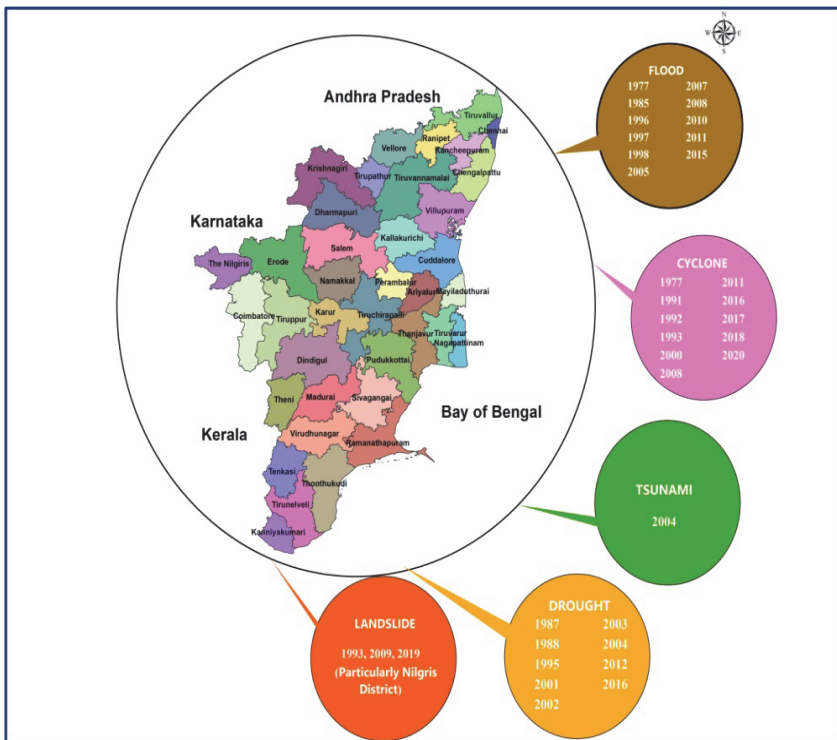 N
W E
S
Andhra Pradesh
Karnataka
Kerala
Bay of Bengal
Tiruvallur
Chennai
Ranipet
Kancheepuram
Vellore
Chengalpattu
Krishnagiri
Tirupathur
Tiruvannamalai
Dharmapuri
Villupuram
Kallakurichi
Salem
The Nilgiris
Erode
Cuddalore
Namakkal
Perambalur
Ariyalur
Mayiladuthurai
Coimbatore
Tiruppur
Karur
Tiruchirapalli
Thanjavur
Tiruvarur
Nagapattinam
Dindigul
Pudukkottai
Theni
Madurai
Sivagangai
Virudhunagar
Ramanathapuram
Tenkasi
Thoothukudi
Tirunelveli
Kanniyakumari
FLOOD
1977 2007
1985 2008
1996 2010
1997 2011
1998 2015
2005
CYCLONE
1977 2011
1991 2016
1992 2017
1993 2018
2000 2020
2008
TSUNAMI
2004
DROUGHT
1987 2003
1988 2004
1995 2012
2001 2016
2002
LANDSLIDE
1993, 2009, 2019
(Particularly Nilgris
District)